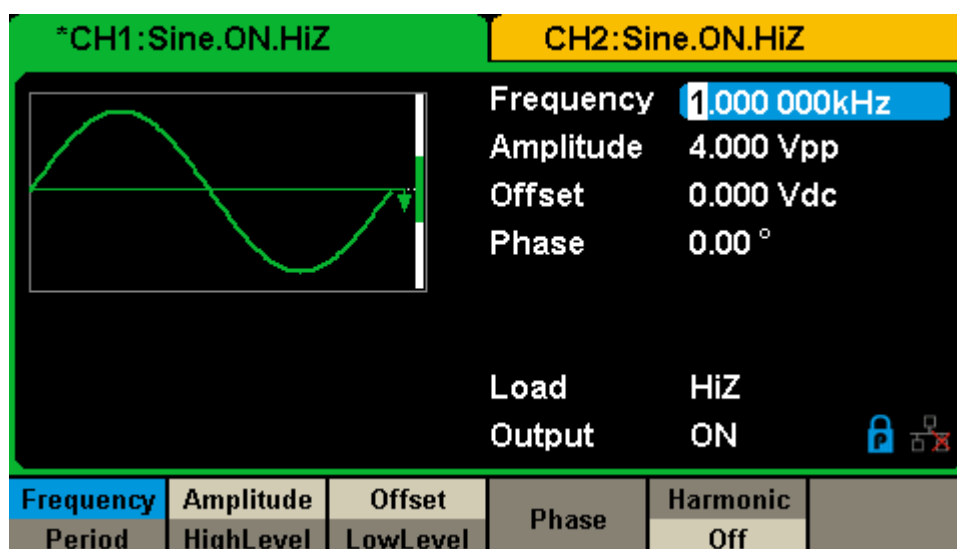 *CH1:Sine.ON.HiZ
CH2:Sine.ON.HiZ
Frequency 1.000 000kHz
Amplitude 4.000 Vpp
Offset 0.000 Vdc
Phase 0.00 °
Load HiZ
Output ON
P
Frequency Amplitude Offset Phase Harmonic
Period HighLevel LowLevel Off